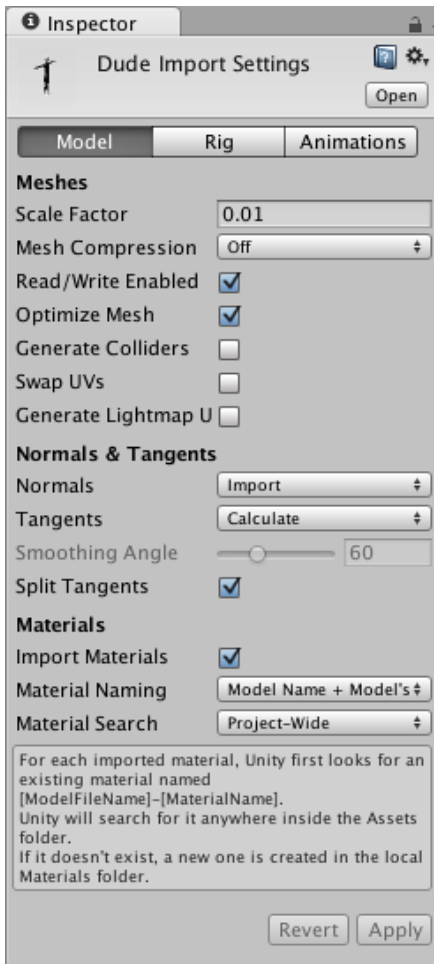 Inspector
Dude Import Settings
Open
Model Rig Animations
Meshes
Scale Factor 0.01
Mesh Compression Off
Read/Write Enabled
Optimize Mesh
Generate Colliders
Swap UVs
Generate Lightmap U
Normals & Tangents
Normals Import
Tangents Calculate
Smoothing Angle 60
Split Tangents
Materials
Import Materials
Material Naming Model Name + Model's
Material Search Project-Wide
For each imported material, Unity first looks for an
existing material named
[ModelFileName]-[MaterialName].
Unity will search for it anywhere inside the Assets
folder.
If it doesn't exist, a new one is created in the local
Materials folder.
Revert Apply